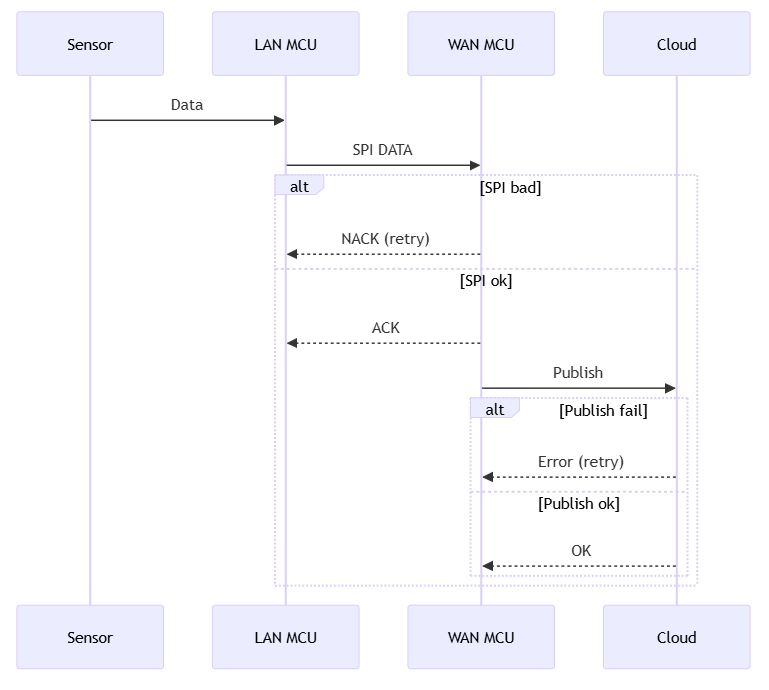 Sensor
LAN MCU
WAN MCU
Cloud
Data
SPI DATA
alt
[SPI bad]
NACK (retry)
[SPI ok]
ACK
Publish
alt
[Publish fail]
Error (retry)
[Publish ok]
OK
Sensor
LAN MCU
WAN MCU
Cloud